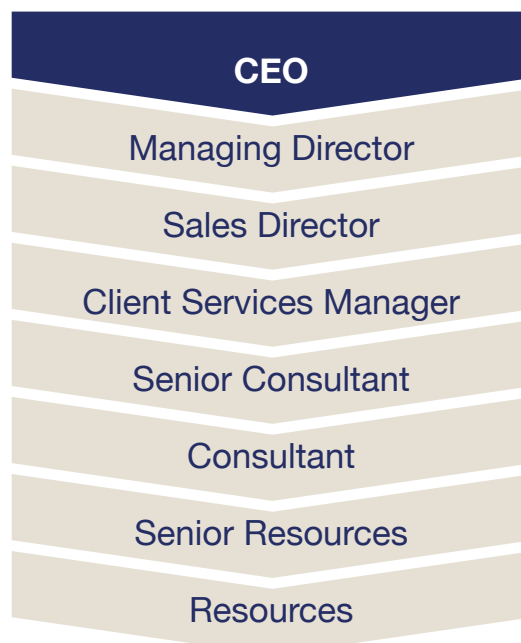 CEO
Managing Director
Sales Director
Client Services Manager
Senior Consultant
Consultant
Senior Resources
Resources